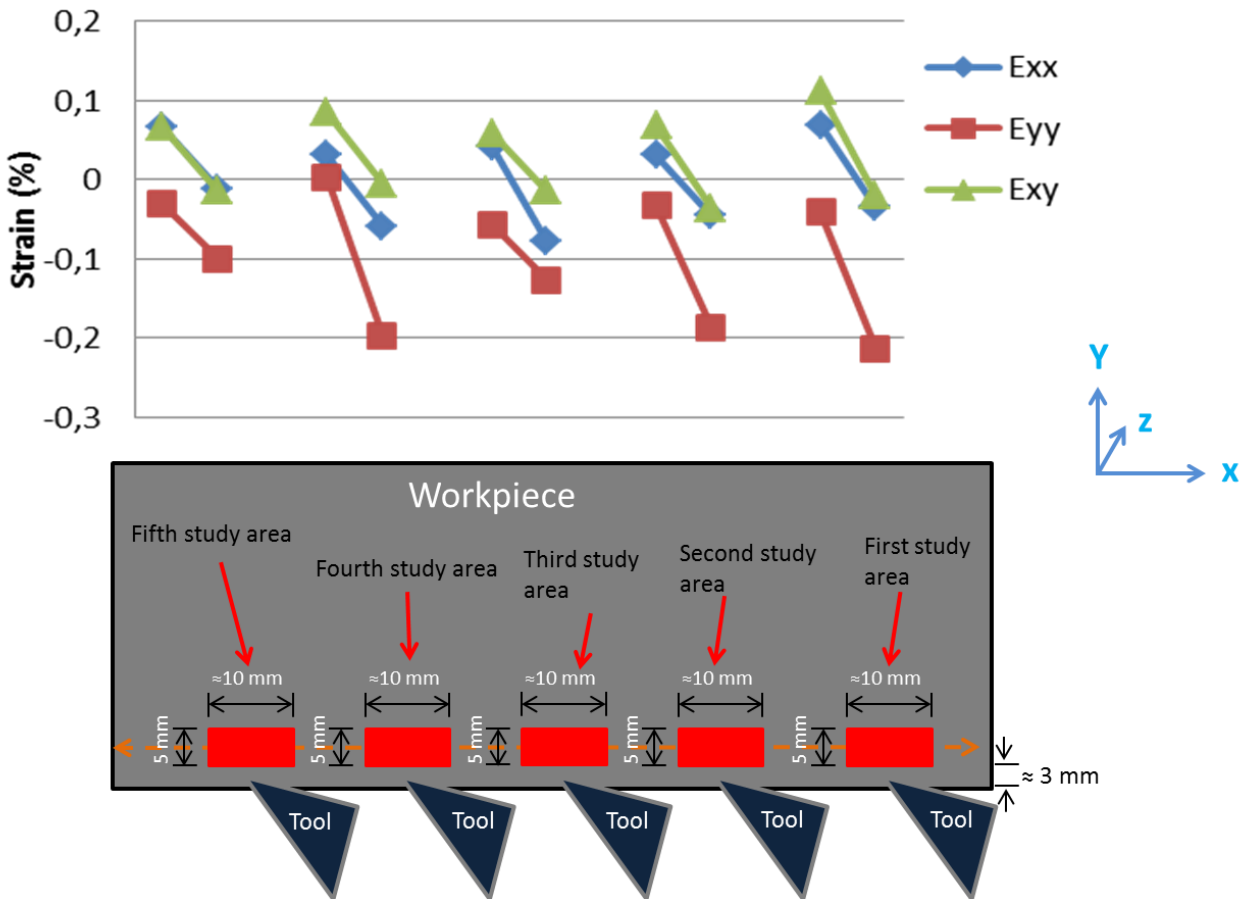 0,2
0,1
0
-0,1
-0,2
-0,3
Strain (%)
Exx
Eyy
Exy
Y
z
x
Workpiece
Fifth study area
Fourth study area
Third study
area
Second study
area
First study
area
≈10 mm
≈10 mm
≈10 mm
≈10 mm
≈10 mm
5 mm
5 mm
5 mm
5 mm
5 mm
≈ 3 mm
Tool
Tool
Tool
Tool
Tool